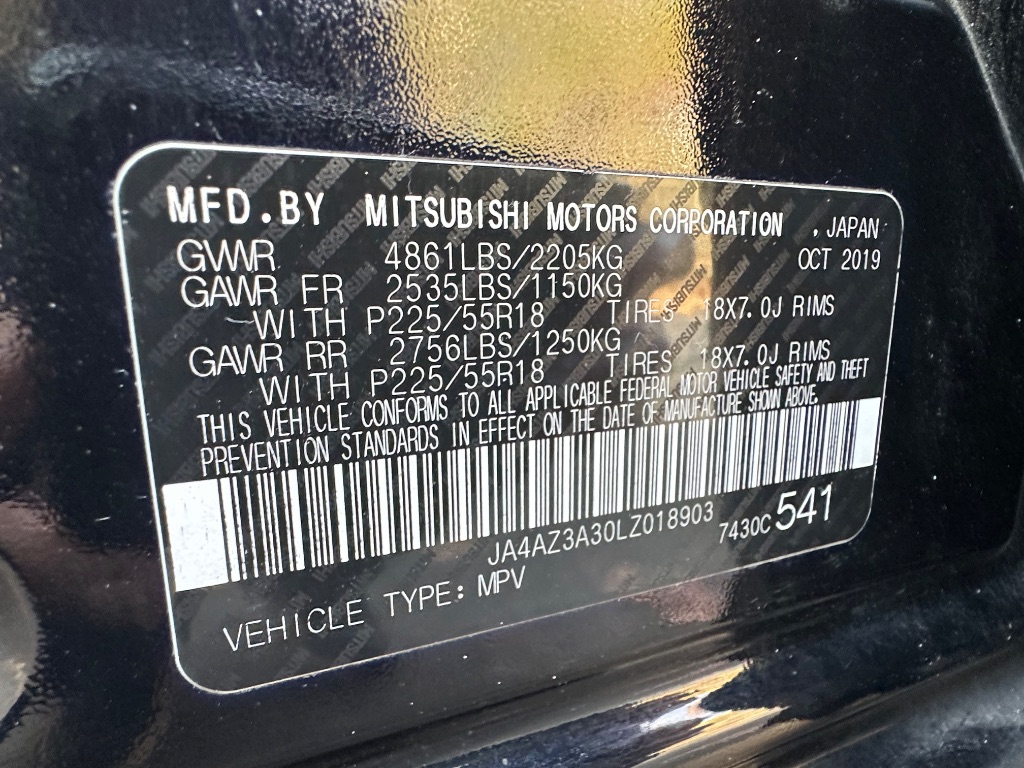 MFD.BY MITSUBISHI MOTORS CORPORATION , JAPAN
GVWR 4861LBS/2205KG OCT 2019
GAWR FR 2535LBS/1150KG
WITH P225/55R18 TIRES 18X7.0J RIMS
GAWR RR 2756LBS/1250KG
WITH P225/55R18 TIRES 18X7.0J RIMS
THIS VEHICLE CONFORMS TO ALL APPLICABLE FEDERAL MOTOR VEHICLE SAFETY AND THEFT
PREVENTION STANDARDS IN EFFECT ON THE DATE OF MANUFACTURE SHOWN ABOVE.
JA4AZ3A30LZ018903 7430C 541
VEHICLE TYPE: MPV